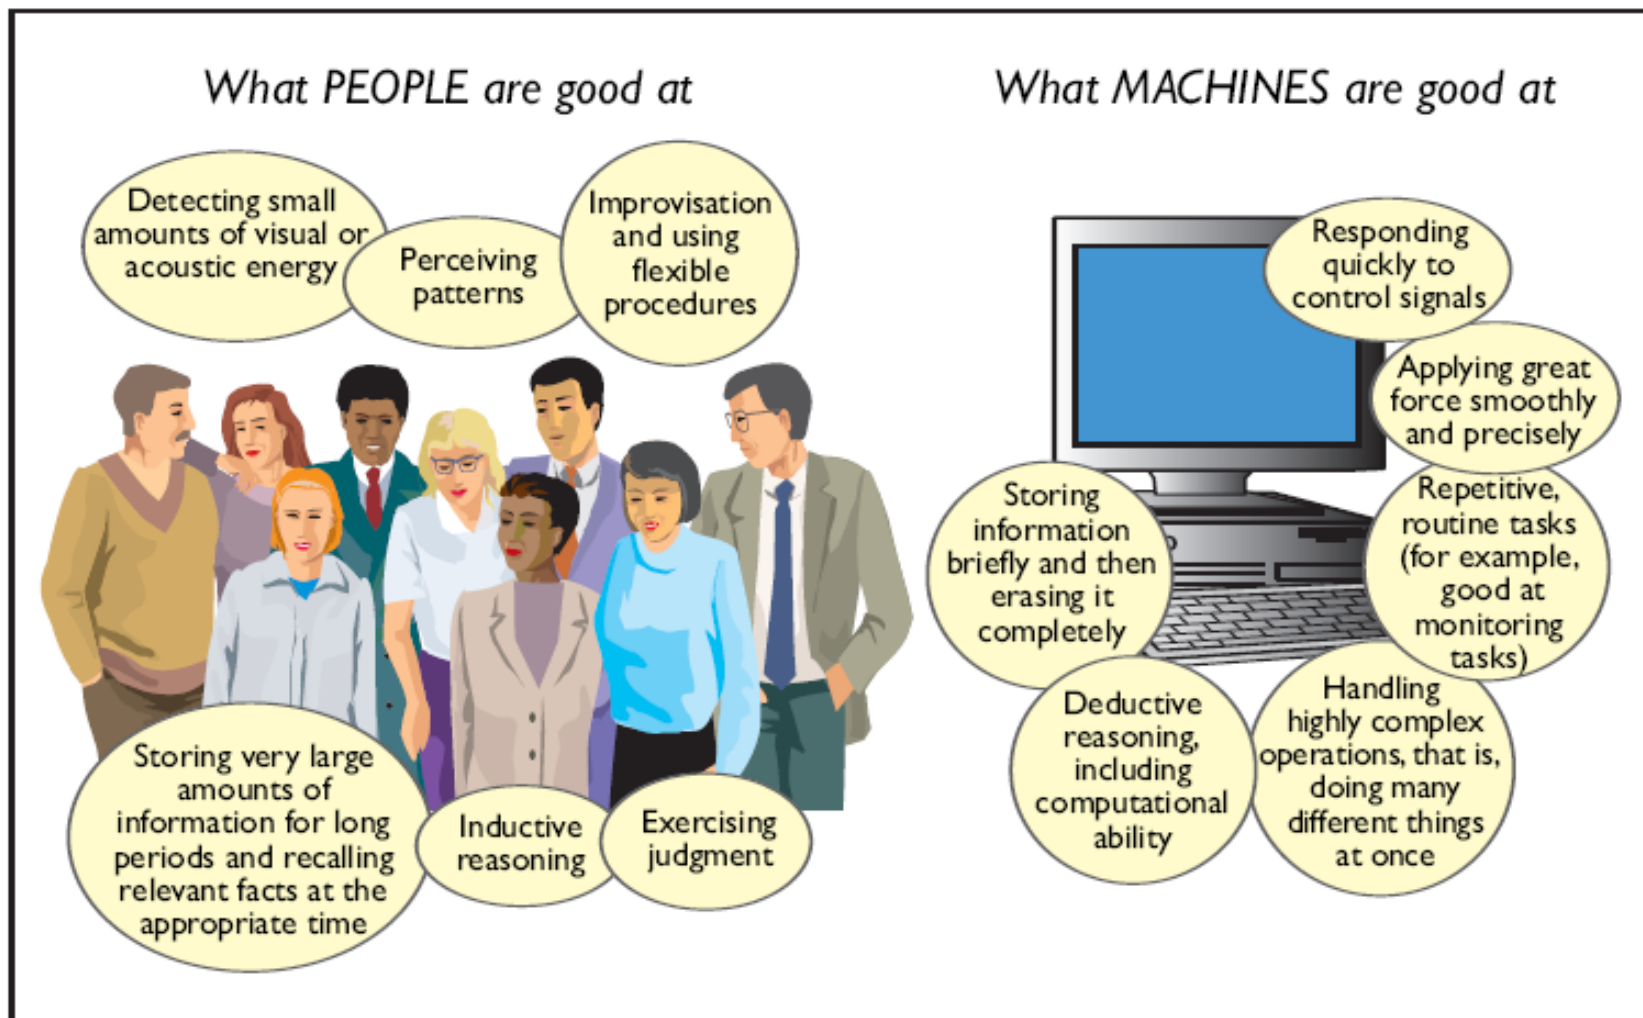 What PEOPLE are good at
Detecting small
amounts of visual or
acoustic energy
Perceiving
patterns
Improvisation
and using
flexible
procedures
Storing very large
amounts of
information for long
periods and recalling
relevant facts at the
appropriate time
Inductive
reasoning
Exercising
judgment
What MACHINES are good at
Responding
quickly to
control signals
Applying great
force smoothly
and precisely
Repetitive,
routine tasks
(for example,
good at
monitoring
tasks)
Storing
information
briefly and then
erasing it
completely
Deductive
reasoning,
including
computational
ability
Handling
highly complex
operations, that is,
doing many
different things
at once